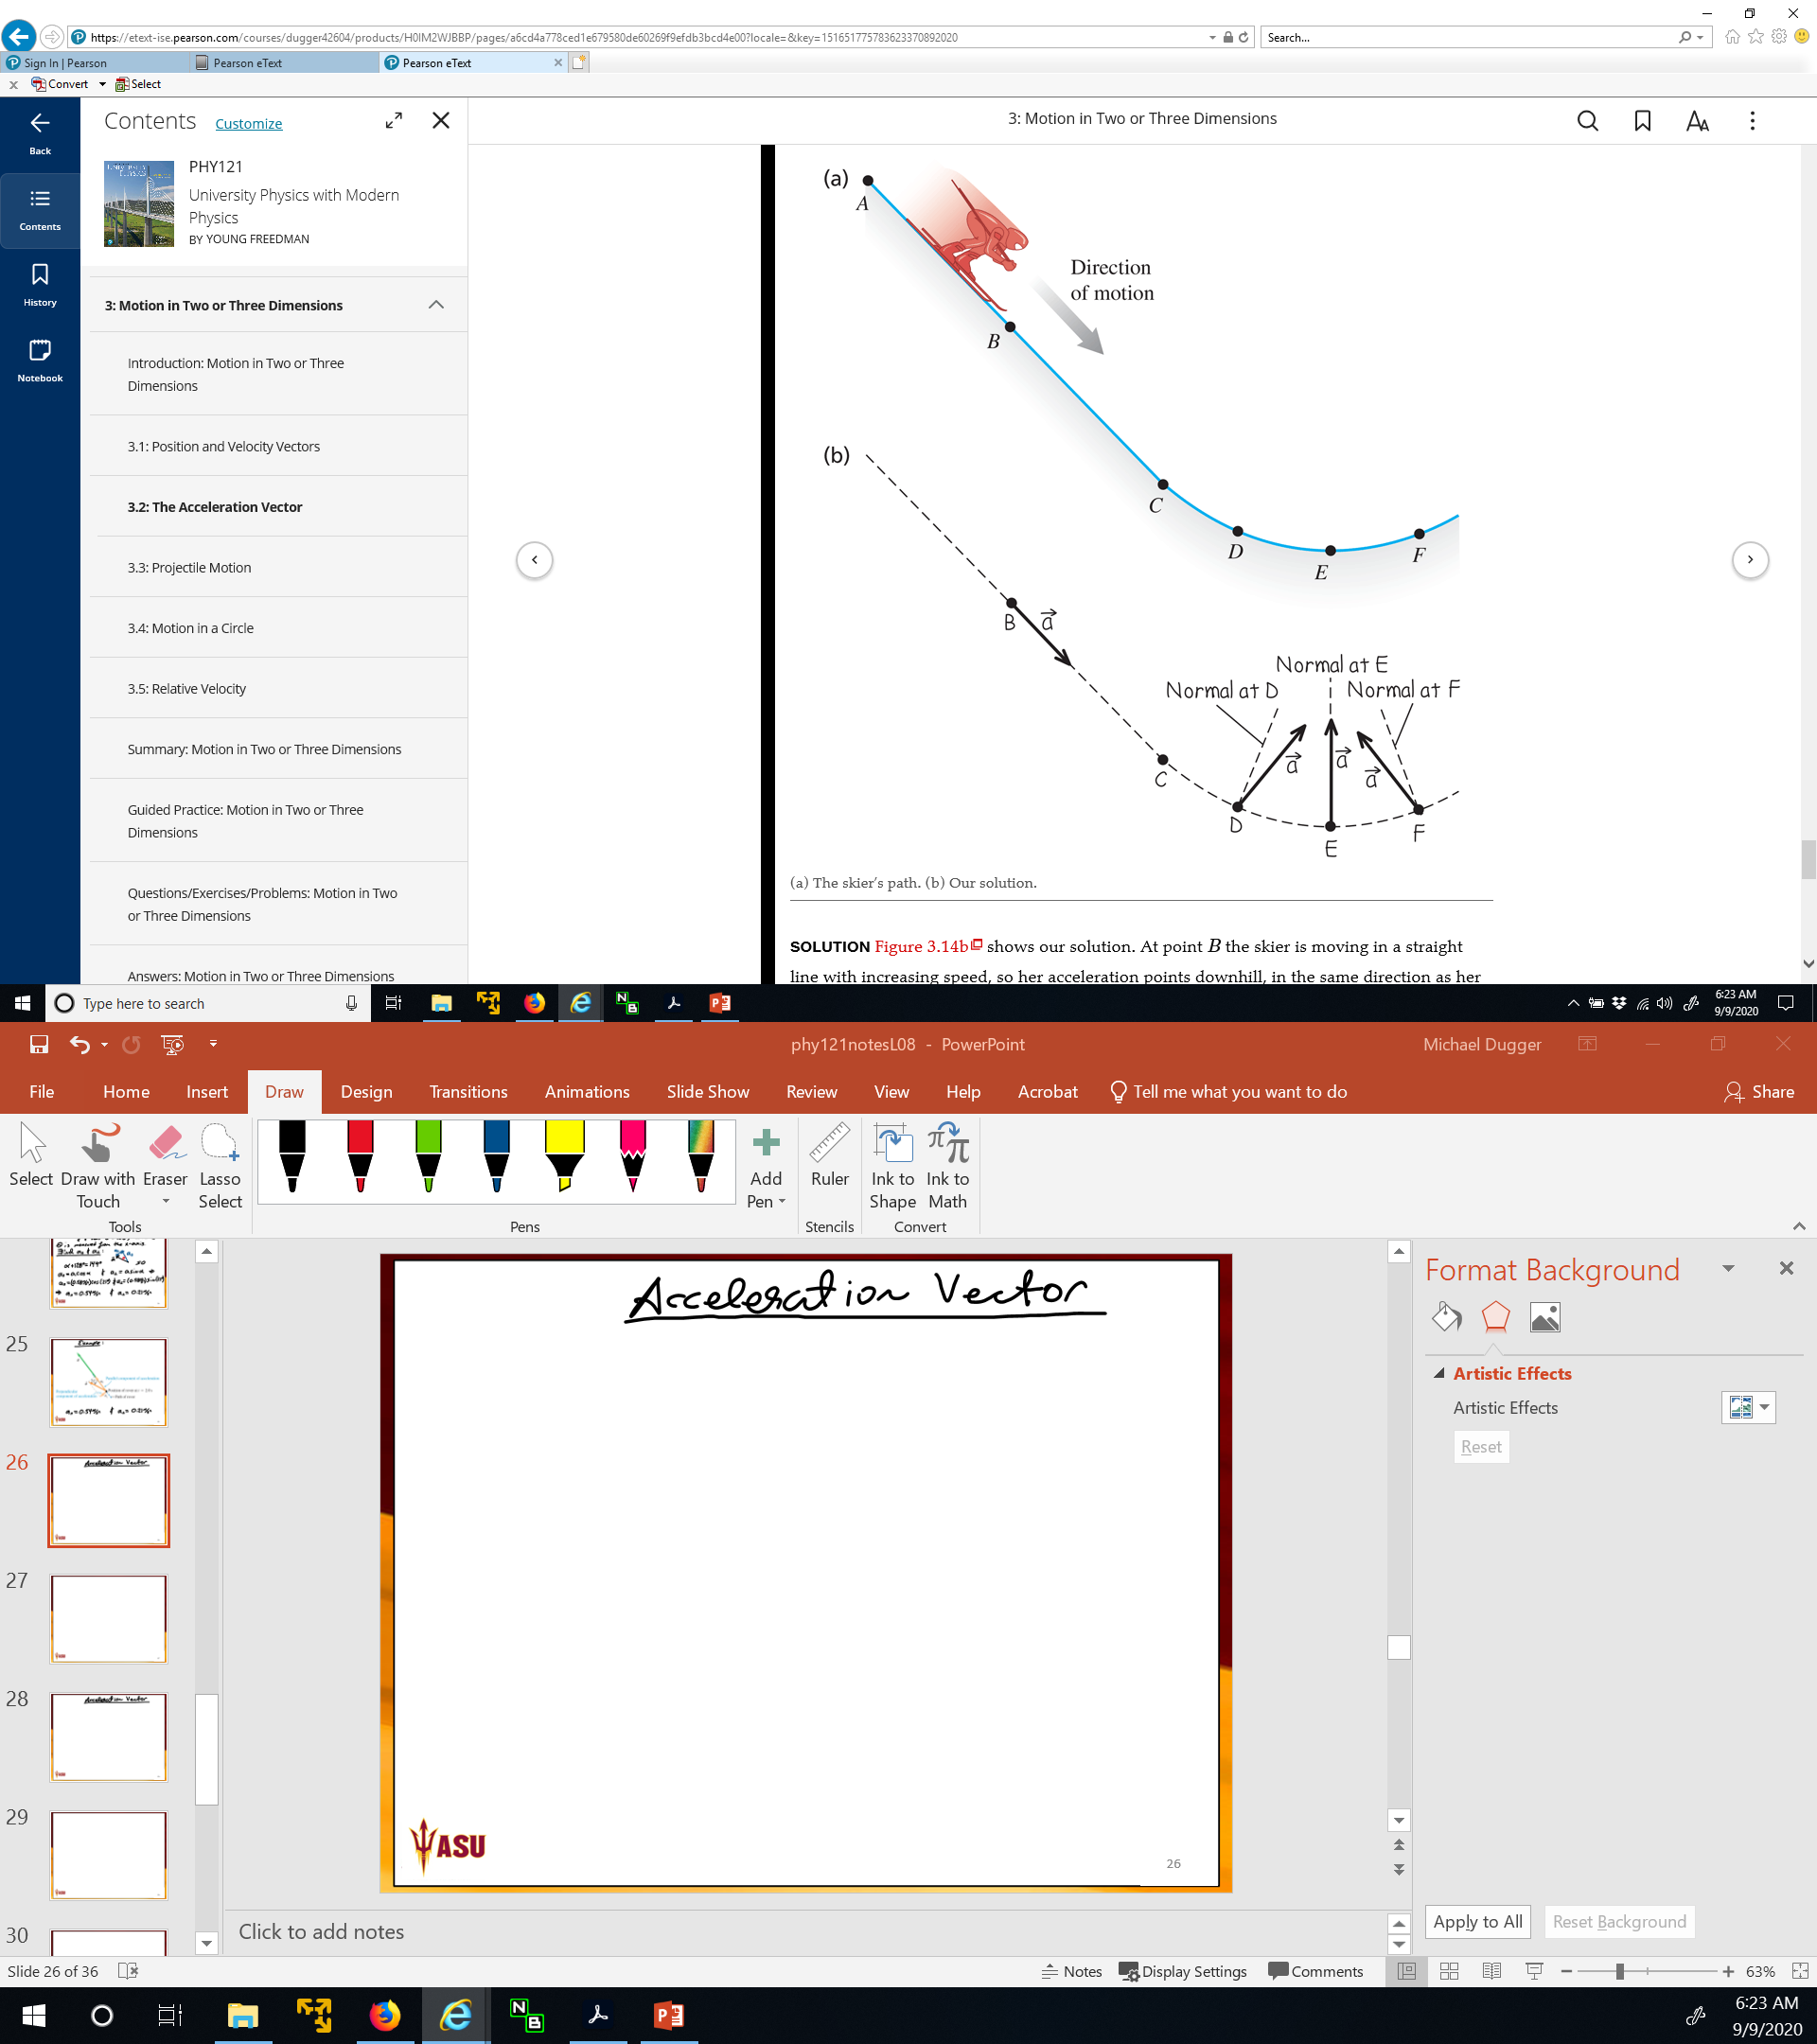 https://etext-ise.pearson.com/courses/dugger42604/products/H0IM2WJBBP/pages/a6cd4a778ced1e679580de60269f9efdb3bcd4e00?locale=&key=15165177578362337089​2020
Search...
Sign In | Pearson
Pearson eText
Pearson eText
x Convert
Select
Back
Contents
History
Notebook
Contents Customize
PHY121
University Physics with Modern
Physics
BY YOUNG FREEDMAN
3: Motion in Two or Three Dimensions
Introduction: Motion in Two or Three
Dimensions
3.1: Position and Velocity Vectors
3.2: The Acceleration Vector
3.3: Projectile Motion
3.4: Motion in a Circle
3.5: Relative Velocity
Summary: Motion in Two or Three Dimensions
Guided Practice: Motion in Two or Three
Dimensions
Questions/Exercises/Problems: Motion in Two
or Three Dimensions
Answers: Motion in Two or Three Dimensions
3: Motion in Two or Three Dimensions
(a)
A
Direction
of motion
B
C
D
E
F
(b)
B a
Normal at E
Normal at D
Normal at F
a
a
a
C
D
E
F
(a) The skier's path. (b) Our solution.
SOLUTION Figure 3.14b shows our solution. At point B the skier is moving in a straight
line with increasing speed, so her acceleration points downhill, in the same direction as her
Type here to search
6:23 AM
9/9/2020
phy121notesL08 - PowerPoint
Michael Dugger
File Home Insert Draw Design Transitions Animations Slide Show Review View Help Acrobat Tell me what you want to do Share
Select
Draw with
Touch
Eraser
Lasso
Select
Tools
Pens
Add
Pen
Ruler
Stencils
Ink to
Shape
Ink to
Math
Convert
25
26
27
28
29
30
Acceleration Vector
ASU
26
Click to add notes
Format Background
Artistic Effects
Artistic Effects
Reset
Apply to All
Reset Background
Slide 26 of 36
Notes
Display Settings
Comments
63%
6:23 AM
9/9/2020